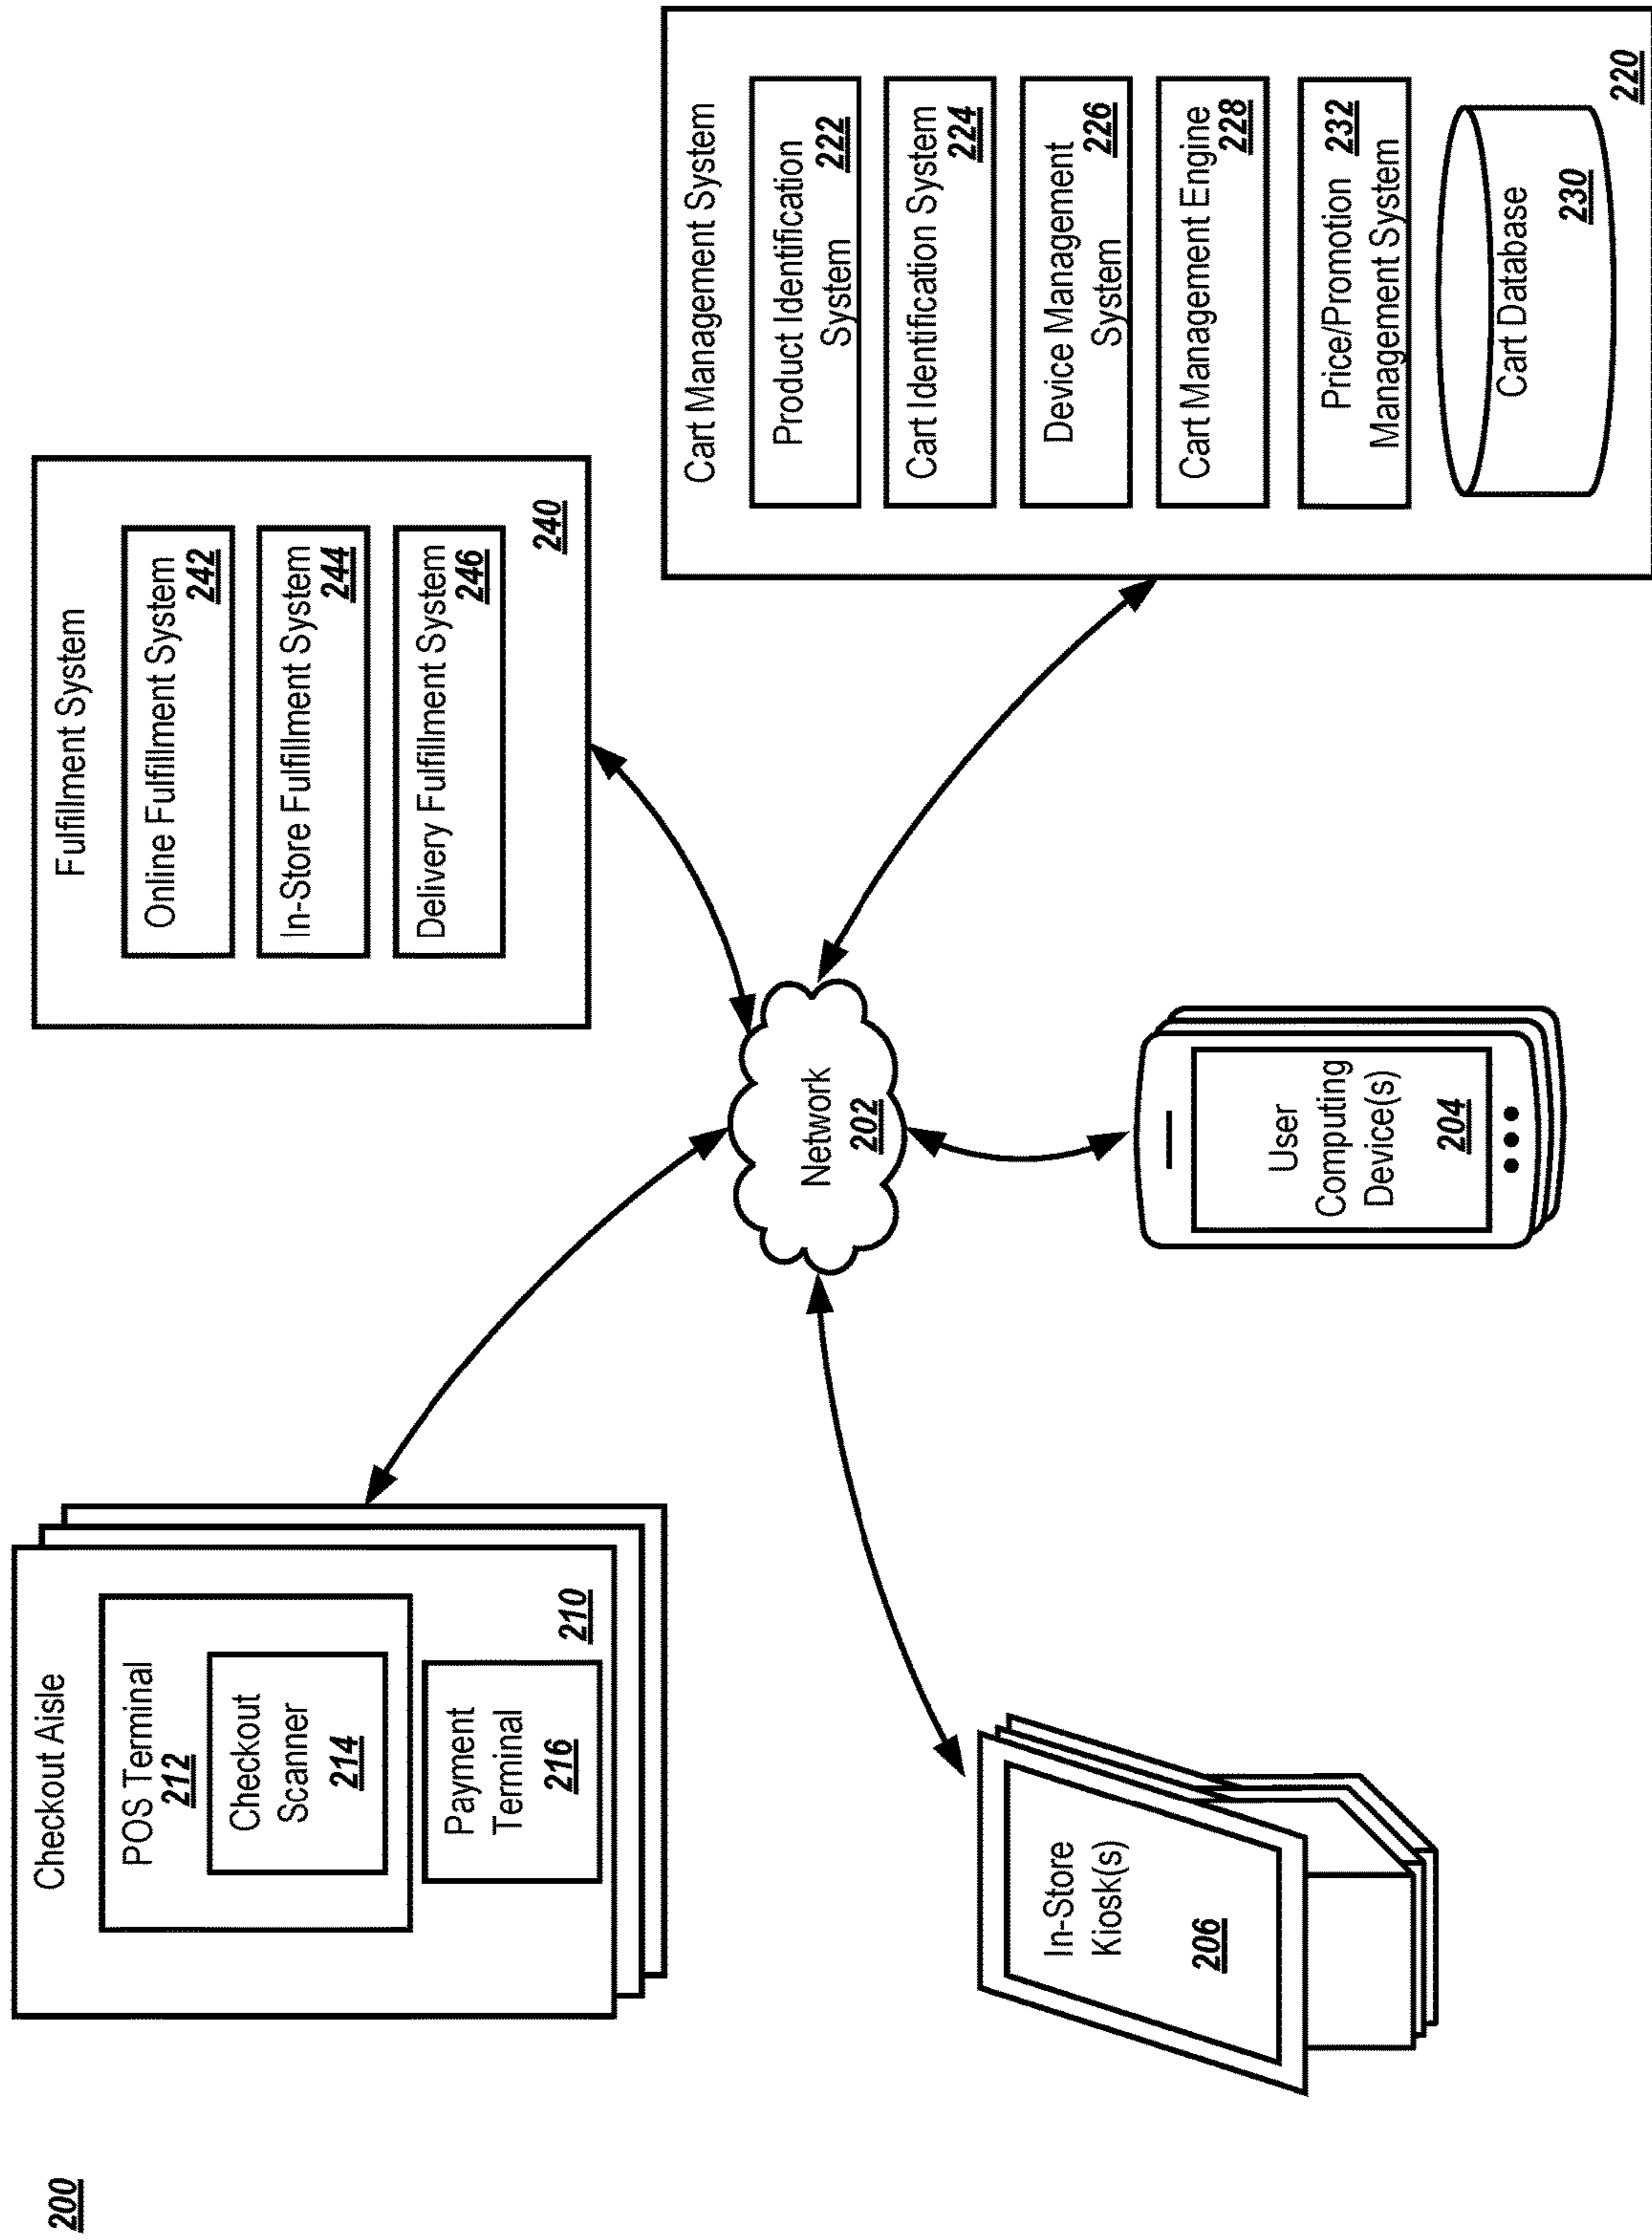 200
Checkout Aisle
POS Terminal
212
Checkout
Scanner
214
Payment
Terminal
216
210
Fulfillment System
Online Fulfillment System
242
In-Store Fulfillment System
244
Delivery Fulfillment System
246
240
Network
202
In-Store
Kiosk(s)
206
User
Computing
Device(s)
204
Cart Management System
Product Identification
System 222
Cart Identification System
224
Device Management
System 226
Cart Management Engine
228
Price/Promotion 232
Management System
Cart Database
230
220